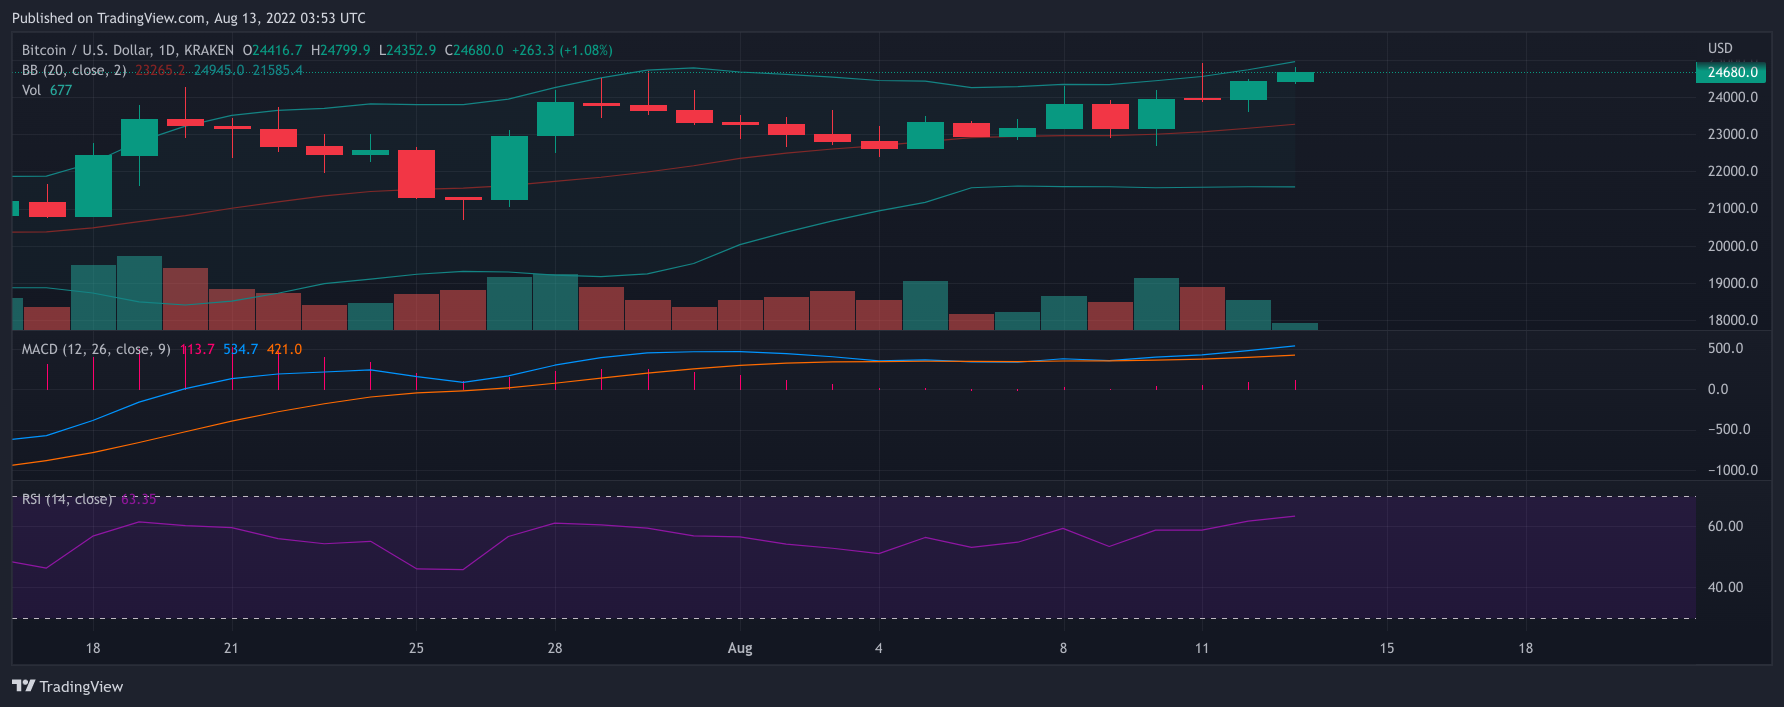 Published on TradingView.com, Aug 13, 2022 03:53 UTC
Bitcoin / U.S. Dollar, 1D, KRAKEN O24416.7 H24799.9 L24352.9 C24680.0 +263.3 (+1.08%)
BB (20, close, 2) 23265.2 24945.0 21585.4
Vol 677
USD
24680.0
24000.0
23000.0
22000.0
21000.0
20000.0
19000.0
18000.0
MACD (12, 26, close, 9) 113.7 534.7 421.0
500.0
0.0
−500.0
−1000.0
RSI (14, close) 63.35
60.00
40.00
18 21 25 28 Aug 4 8 11 15 18
TradingView